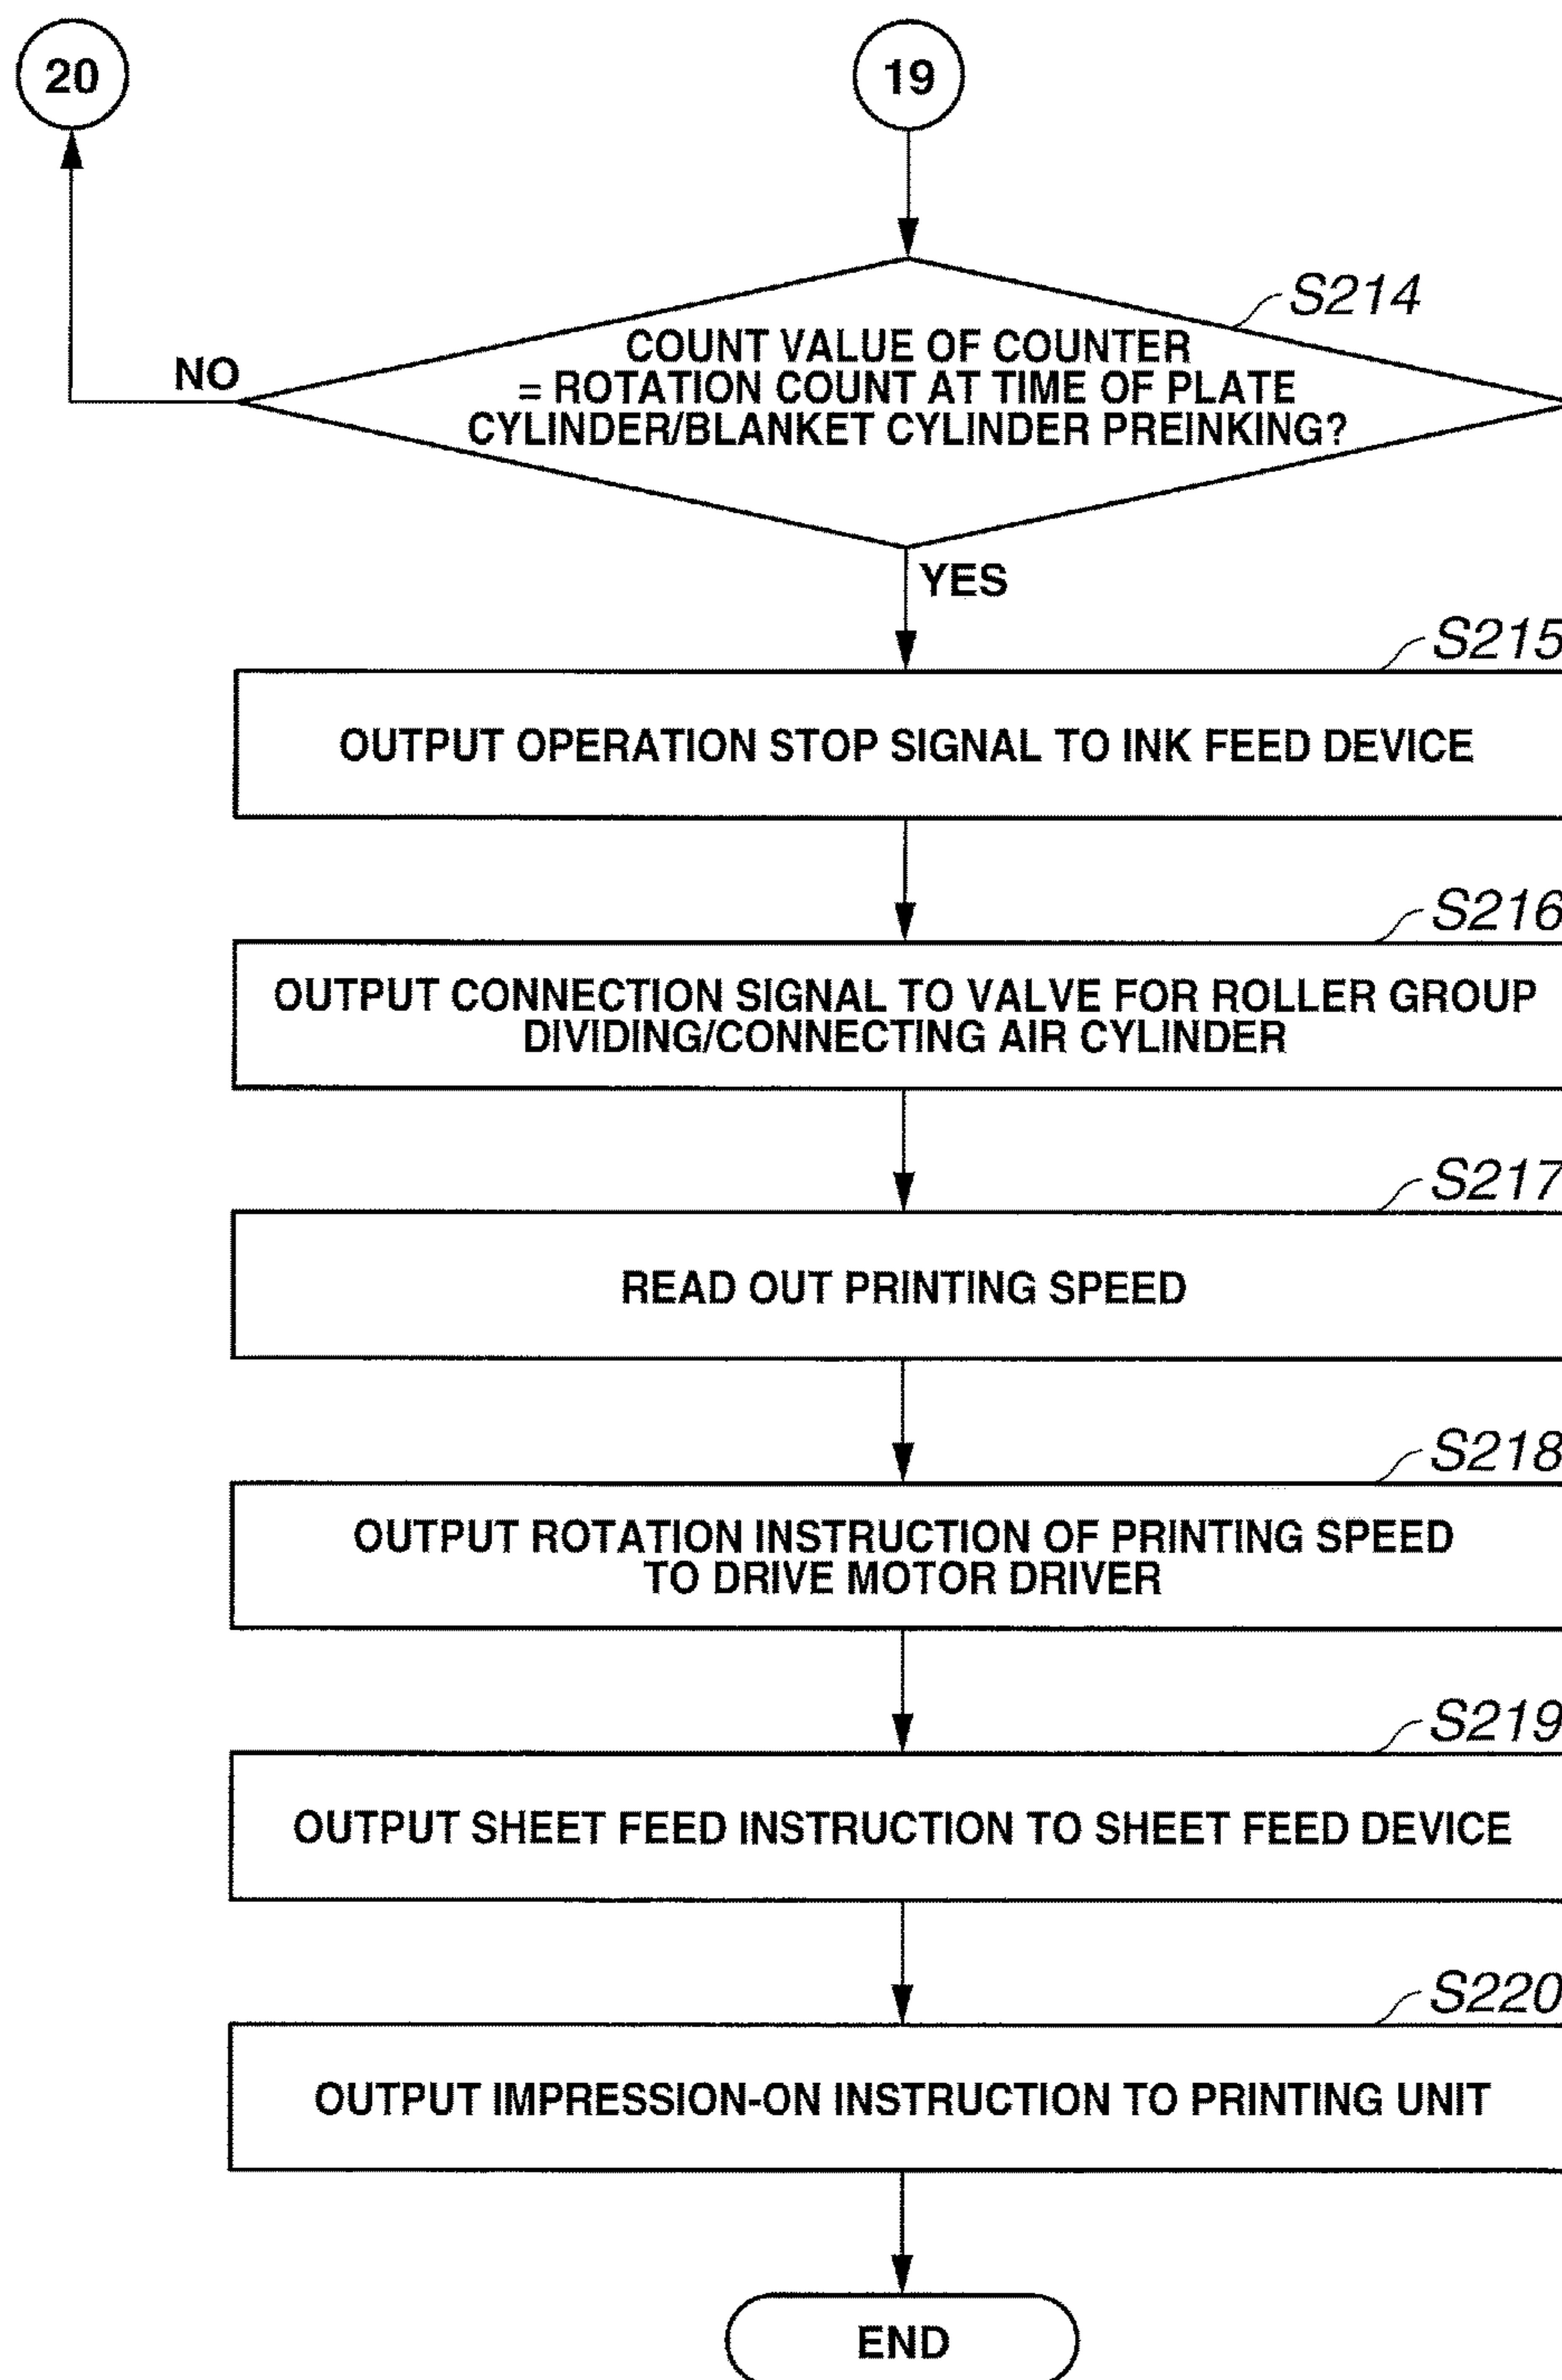 20
19
S214
COUNT VALUE OF COUNTER
= ROTATION COUNT AT TIME OF PLATE
CYLINDER/BLANKET CYLINDER PREINKING?
NO
YES
S215
OUTPUT OPERATION STOP SIGNAL TO INK FEED DEVICE
S216
OUTPUT CONNECTION SIGNAL TO VALVE FOR ROLLER GROUP
DIVIDING/CONNECTING AIR CYLINDER
S217
READ OUT PRINTING SPEED
S218
OUTPUT ROTATION INSTRUCTION OF PRINTING SPEED
TO DRIVE MOTOR DRIVER
S219
OUTPUT SHEET FEED INSTRUCTION TO SHEET FEED DEVICE
S220
OUTPUT IMPRESSION-ON INSTRUCTION TO PRINTING UNIT
END